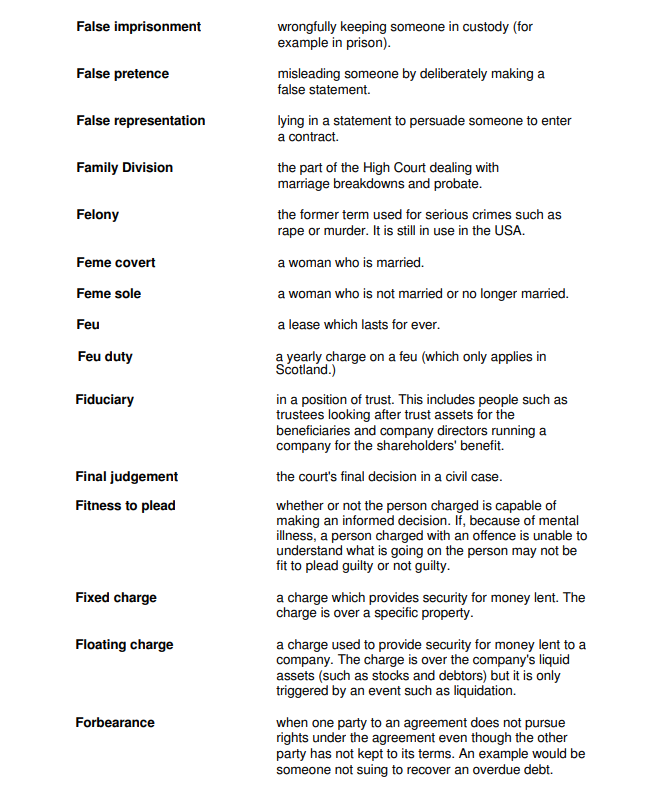 False imprisonment wrongfully keeping someone in custody (for
example in prison).
False pretence misleading someone by deliberately making a
false statement.
False representation lying in a statement to persuade someone to enter
a contract.
Family Division the part of the High Court dealing with
marriage breakdowns and probate.
Felony the former term used for serious crimes such as
rape or murder. It is still in use in the USA.
Feme covert a woman who is married.
Feme sole a woman who is not married or no longer married.
Feu a lease which lasts for ever.
Feu duty a yearly charge on a feu (which only applies in
Scotland.)
Fiduciary in a position of trust. This includes people such as
trustees looking after trust assets for the
beneficiaries and company directors running a
company for the shareholders' benefit.
Final judgement the court's final decision in a civil case.
Fitness to plead whether or not the person charged is capable of
making an informed decision. If, because of mental
illness, a person charged with an offence is unable to
understand what is going on the person may not be
fit to plead guilty or not guilty.
Fixed charge a charge which provides security for money lent. The
charge is over a specific property.
Floating charge a charge used to provide security for money lent to a
company. The charge is over the company's liquid
assets (such as stocks and debtors) but it is only
triggered by an event such as liquidation.
Forbearance when one party to an agreement does not pursue
rights under the agreement even though the other
party has not kept to its terms. An example would be
someone not suing to recover an overdue debt.